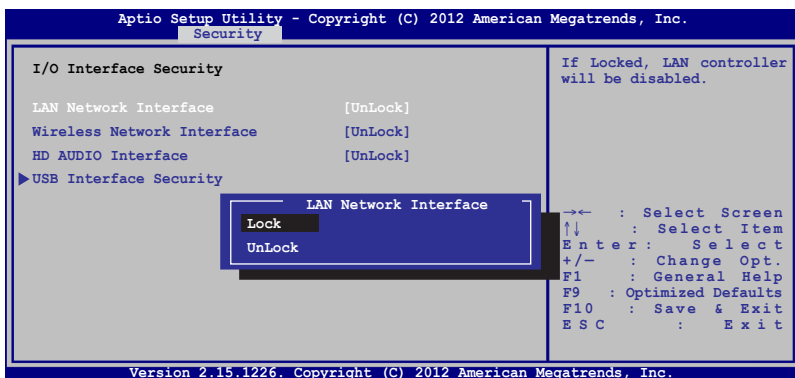 Aptio Setup Utility - Copyright (C) 2012 American Megatrends, Inc.
Security
I/O Interface Security
LAN Network Interface [UnLock]
Wireless Network Interface [UnLock]
HD AUDIO Interface [UnLock]
USB Interface Security
LAN Network Interface
Lock
UnLock
If Locked, LAN controller
will be disabled.
→← : Select Screen
↑↓ : Select Item
Enter: Select
+/— : Change Opt.
F1 : General Help
F9 : Optimized Defaults
F10 : Save & Exit
ESC : Exit
Version 2.15.1226. Copyright (C) 2012 American Megatrends, Inc.